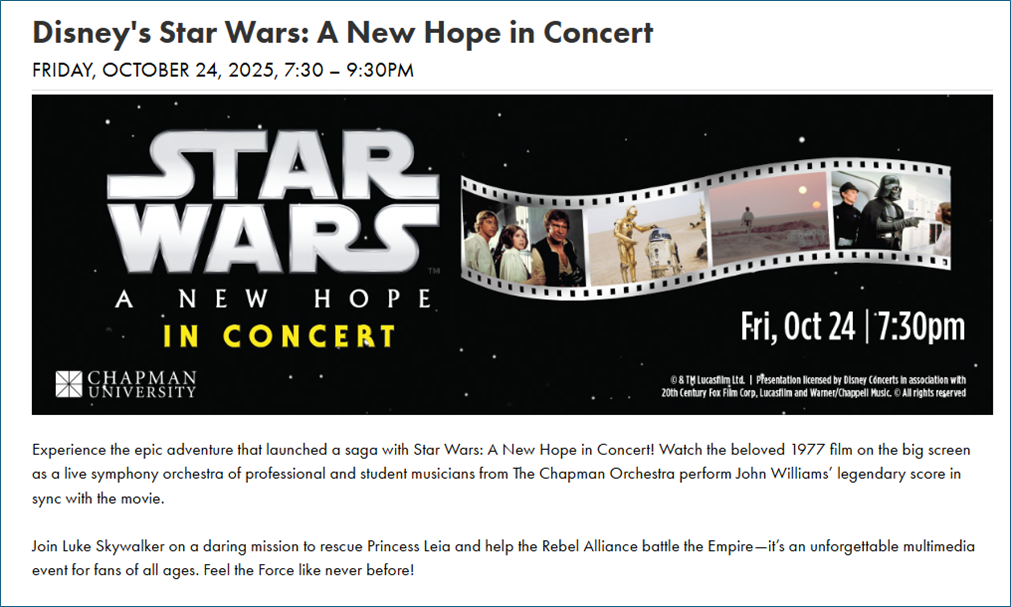 Disney's Star Wars: A New Hope in Concert
FRIDAY, OCTOBER 24, 2025, 7:30 – 9:30PM
STAR
WARS
TM
A NEW HOPE
IN CONCERT
Fri, Oct 24 | 7:30pm
CHAPMAN
UNIVERSITY
© & TM Lucasfilm Ltd. | Presentation licensed by Disney Concerts in association with
20th Century Fox Film Corp, Lucasfilm and Warner/Chappell Music. © All rights reserved
Experience the epic adventure that launched a saga with Star Wars: A New Hope in Concert! Watch the beloved 1977 film on the big screen
as a live symphony orchestra of professional and student musicians from The Chapman Orchestra perform John Williams’ legendary score in
sync with the movie.
Join Luke Skywalker on a daring mission to rescue Princess Leia and help the Rebel Alliance battle the Empire—it’s an unforgettable multimedia
event for fans of all ages. Feel the Force like never before!